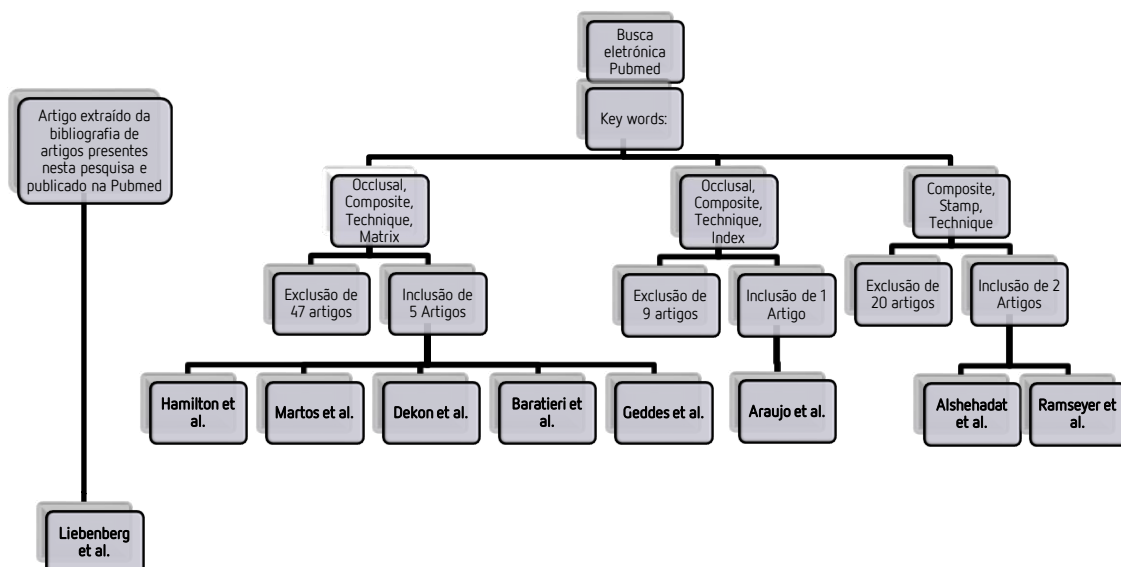 Busca
eletrónica
Pubmed
Key words:
Artigo extraído da
bibliografia de
artigos presentes
nesta pesquisa e
publicado na Pubmed
Occlusal,
Composite,
Technique,
Matrix
Occlusal,
Composite,
Technique,
Index
Composite,
Stamp,
Technique
Exclusão de
47 artigos
Inclusão de
5 Artigos
Exclusão de
9 artigos
Inclusão de 1
Artigo
Exclusão de
20 artigos
Inclusão de 2
Artigos
Hamilton et
al.
Martos et al.
Dekon et al.
Baratieri et
al.
Geddes et al.
Araujo et al.
Alshehadat
et al.
Ramseyer et
al.
Liebenberg
et al.